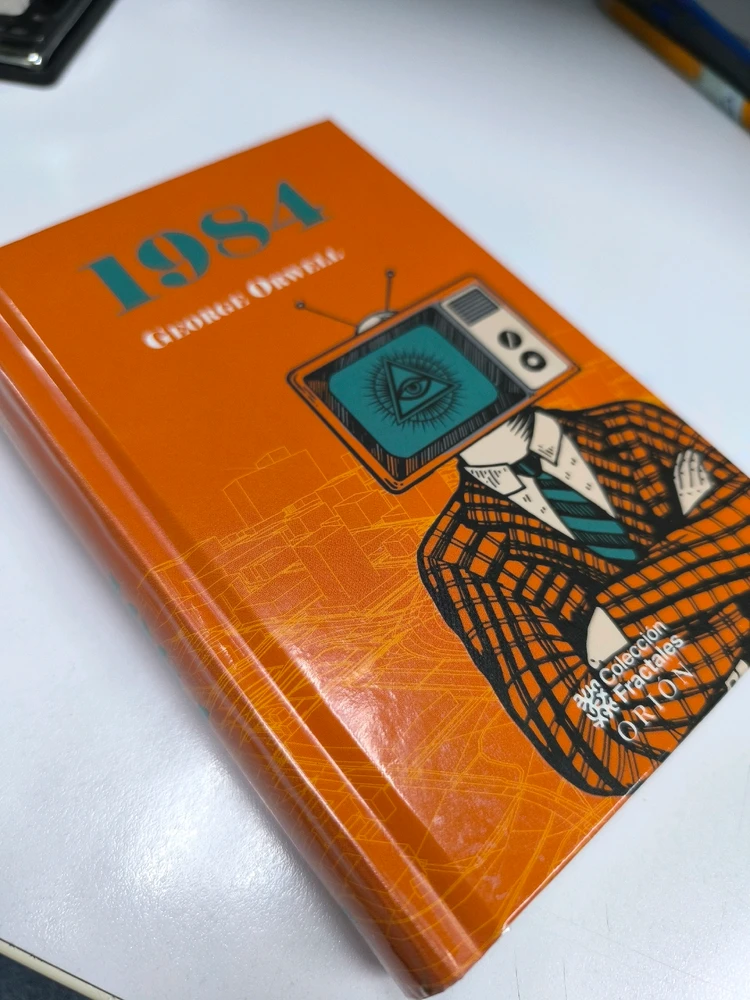 1984
GEORGE ORWELL
Colección
Fractales
ORION